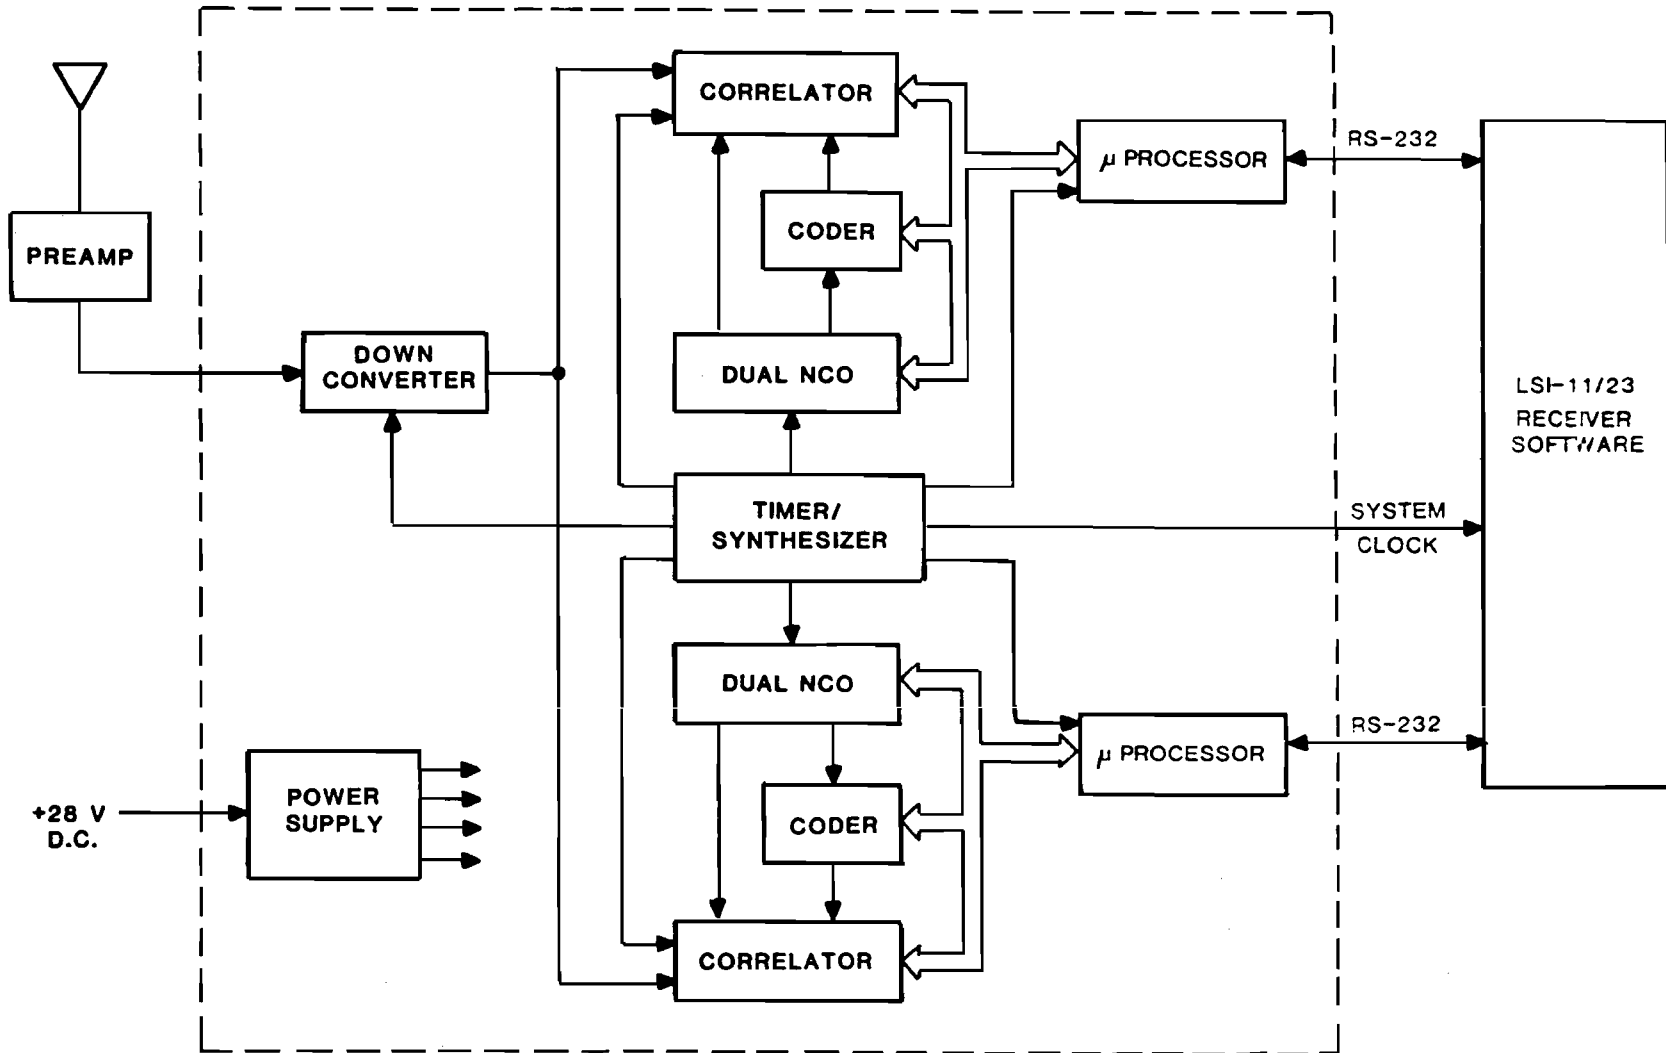 CORRELATOR
μ PROCESSOR
RS-232
PREAMP
CODER
DOWN
CONVERTER
DUAL NCO
LSI-11/23
RECEIVER
SOFTWARE
TIMER/
SYNTHESIZER
SYSTEM
CLOCK
DUAL NCO
μ PROCESSOR
RS-232
+28 V
D.C.
POWER
SUPPLY
CODER
CORRELATOR